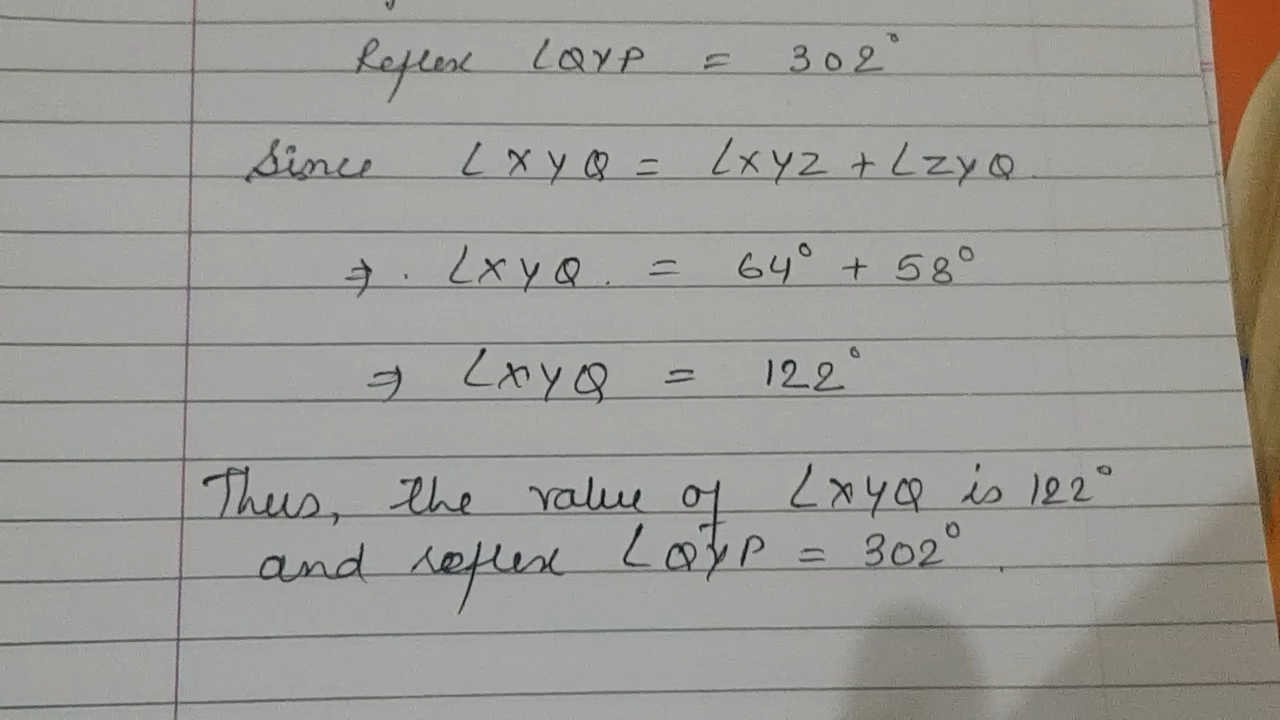 Reflex ∠QYP = 302°
Since ∠XYQ = ∠XYZ + ∠ZYQ
⇒ ∠XYQ = 64° + 58°
⇒ ∠XYQ = 122°
Thus, the value of ∠XYQ is 122°
and reflex ∠QYP = 302°.